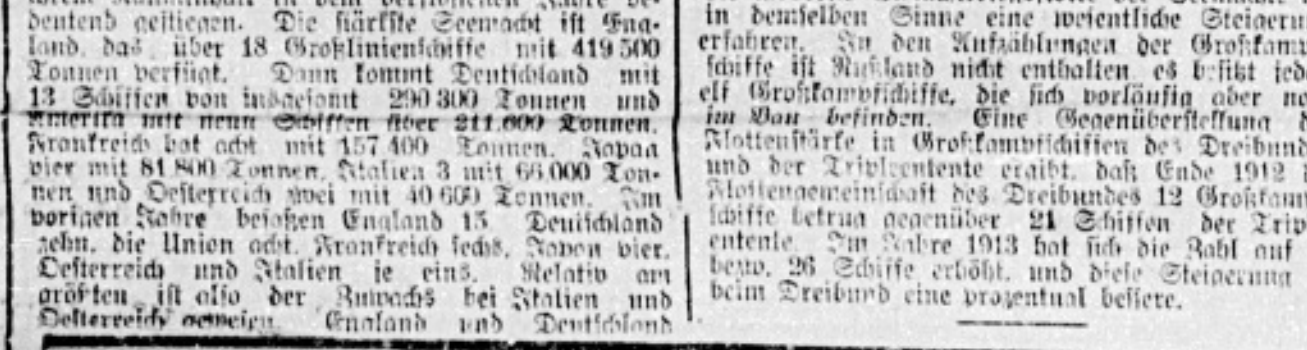 deutend gestiegen. Die stärkste Seemacht ist Eng-
land, das über 18 Großlinienschiffe mit 419 500
Tonnen verfügt. Dann kommt Deutschland mit
13 Schiffen von insgesamt 290 300 Tonnen und
Amerika mit neun Schiffen über 211.600 Tonnen.
Frankreich hat acht mit 157 400 Tonnen, Japan
vier mit 81 800 Tonnen, Italien 3 mit 66 000 Ton-
nen und Oesterreich zwei mit 40 600 Tonnen. Im
vorigen Jahre besaßen England 15, Deutschland
zehn, die Union acht, Frankreich sechs, Japan vier,
Oesterreich und Italien je eins. Relativ am
größten ist also der Zuwachs bei Italien und
Oesterreich gewesen. England und Deutschland
in demselben Sinne eine wesentliche
erfahren. In den Aufzählungen der
schiffe ist Rußland nicht enthalten, es besitzt
elf Großkampfschiffe, die sich vorläufig aber
im Bau befinden. Eine Gegenüberstellung
Flottenstärke in Großkampfschiffen des
und der Tripleentente ergibt, daß Ende 1912
Flottengemeinschaft des Dreibundes 12
schiffe betrug gegenüber 21 Schiffen der
entente. Im Jahre 1913 hat sich die Zahl auf
bezw. 26 Schiffe erhöht, und diese Steigerung
beim Dreibund eine prozentual bessere.